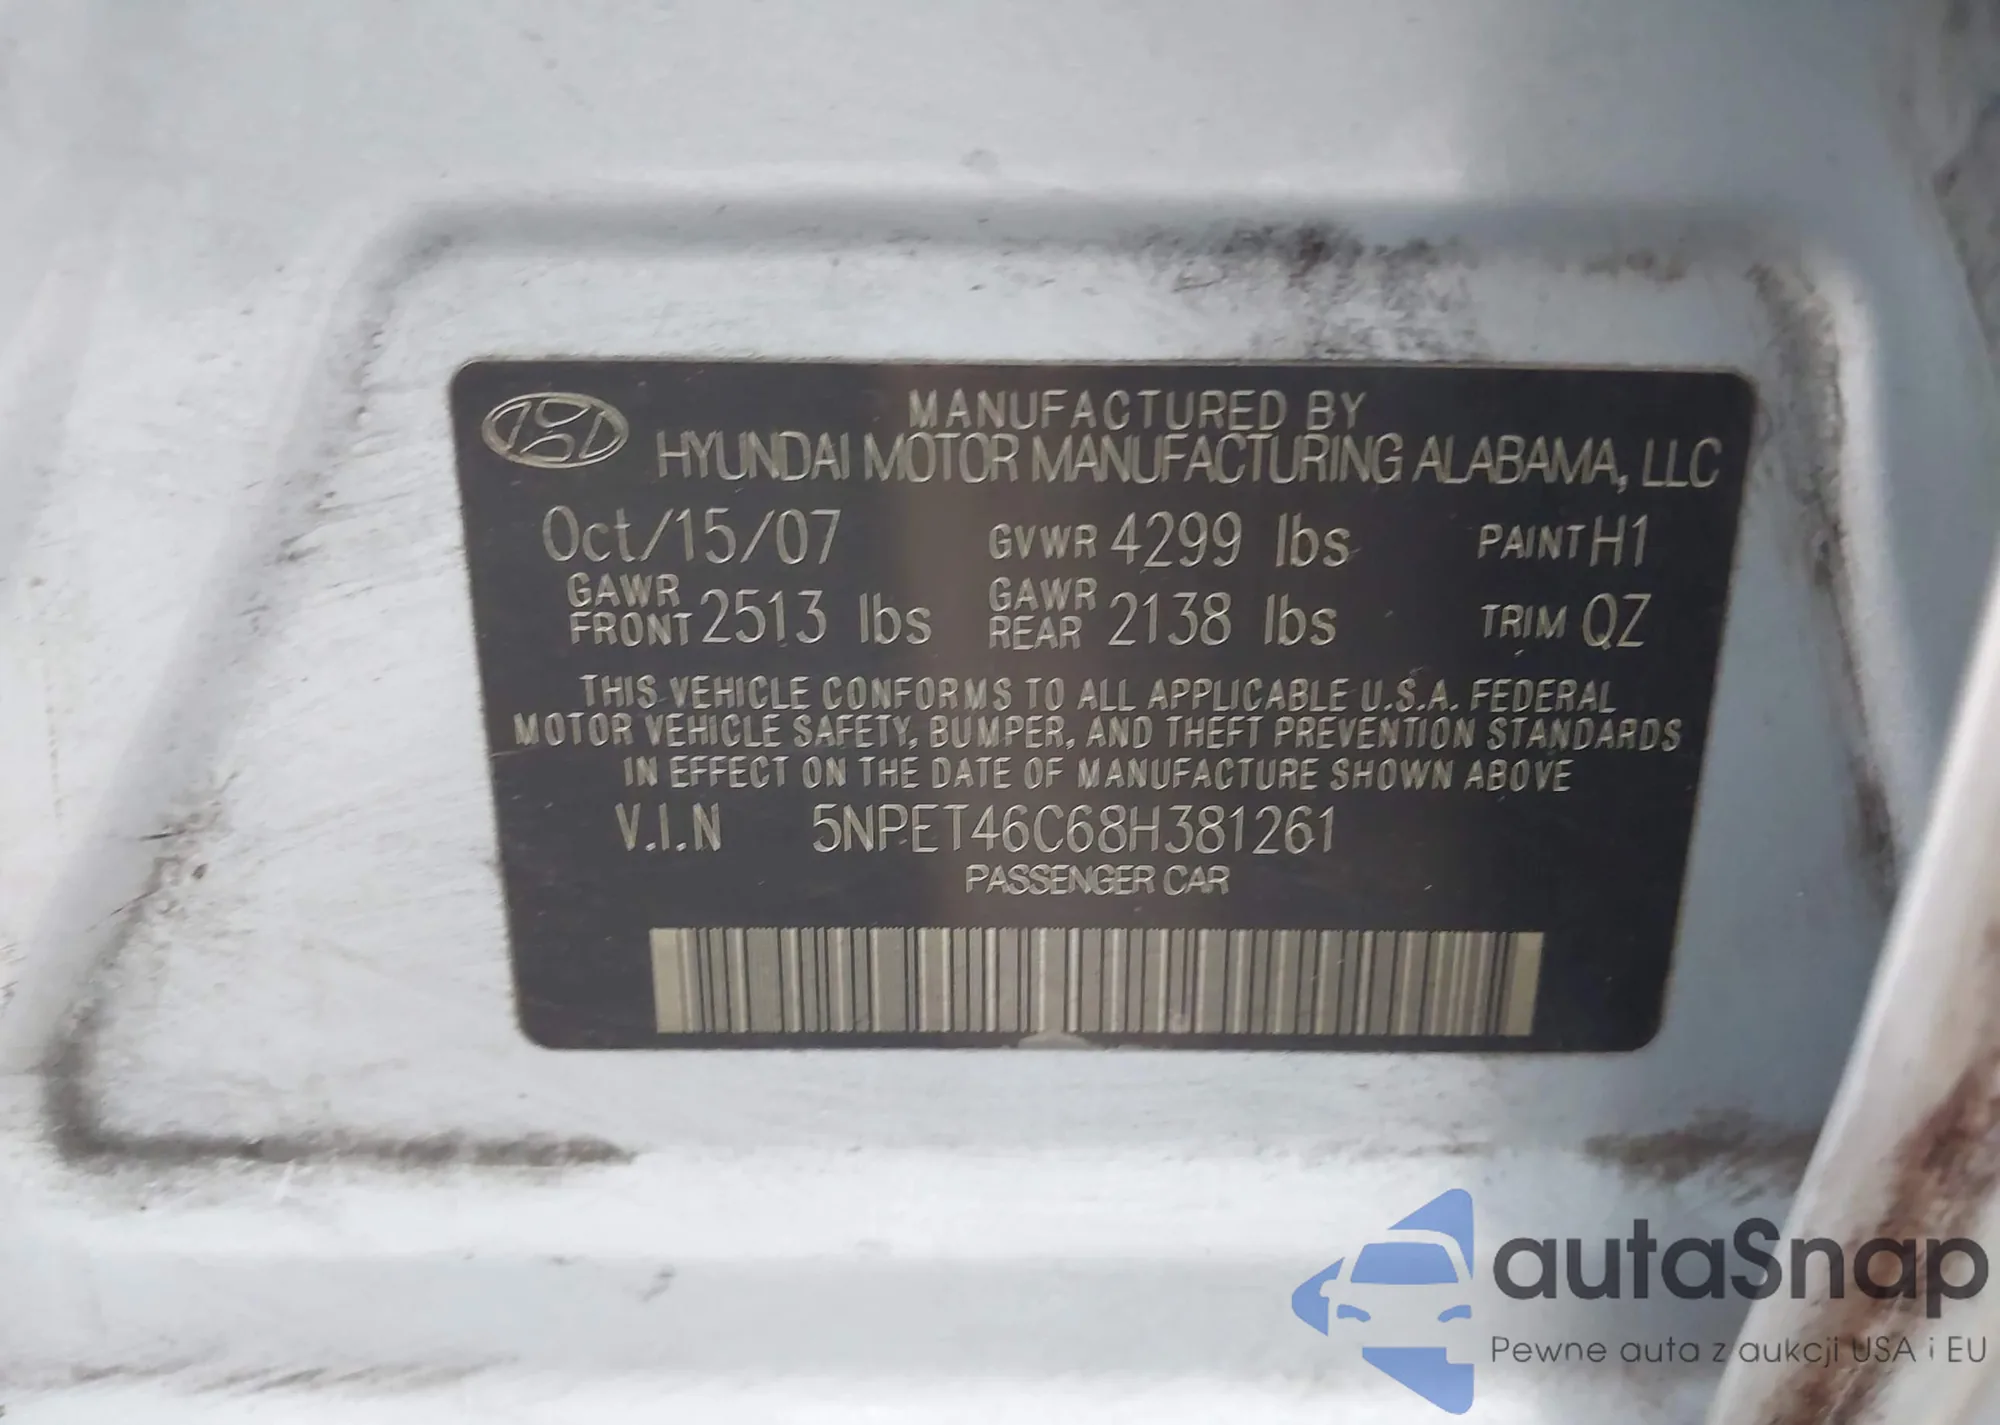 MANUFACTURED BY
HYUNDAI MOTOR MANUFACTURING ALABAMA, LLC
Oct/15/07 GVWR 4299 lbs PAINT H1
GAWR FRONT 2513 lbs GAWR REAR 2138 lbs TRIM QZ
THIS VEHICLE CONFORMS TO ALL APPLICABLE U.S.A. FEDERAL
MOTOR VEHICLE SAFETY, BUMPER, AND THEFT PREVENTION STANDARDS
IN EFFECT ON THE DATE OF MANUFACTURE SHOWN ABOVE
V.I.N 5NPET46C68H381261
PASSENGER CAR
autaSnap
Pewne auta z aukcji USA i EU